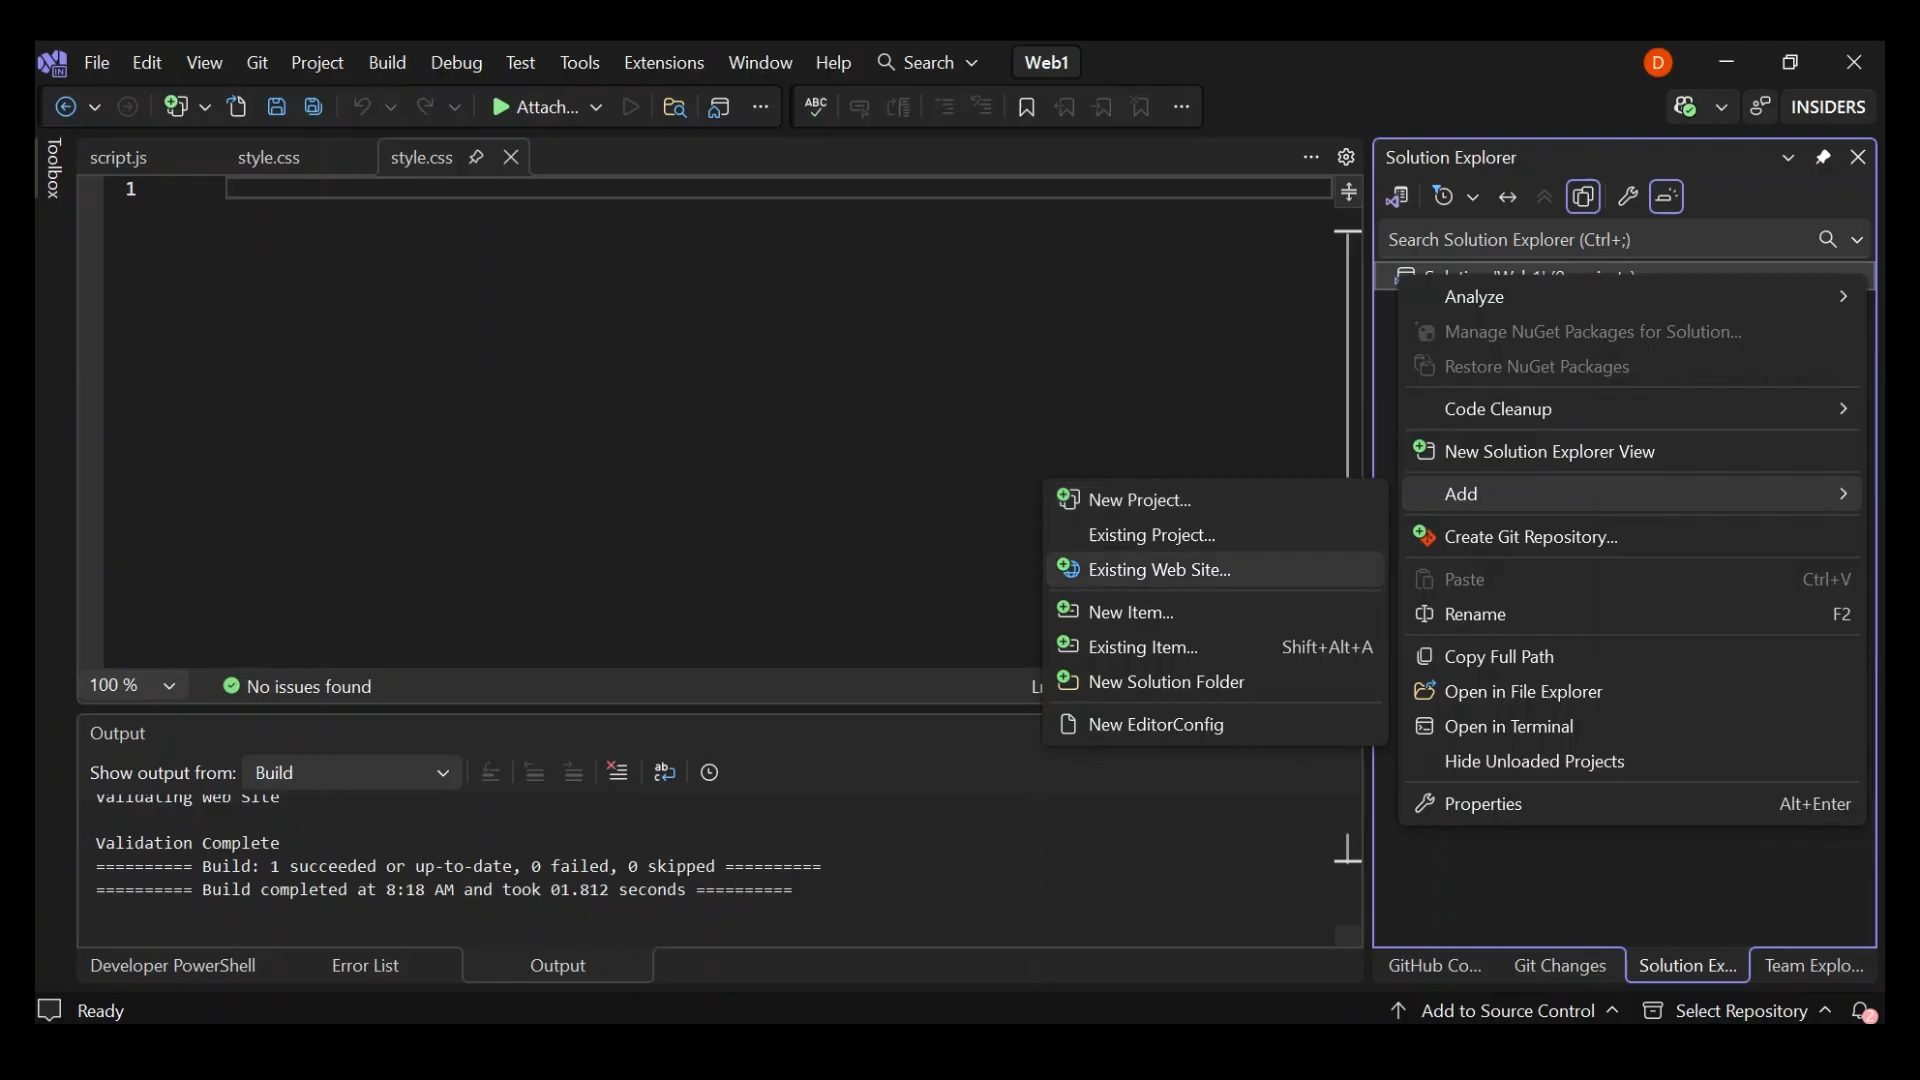 File Edit View Git Project Build Debug Test Tools Extensions Window Help Search Web1 D
Attach... ABC INSIDERS
Toolbox
script.js style.css style.css
1
100 % No issues found
Output
Show output from: Build
Validating Web Site
Validation Complete
========== Build: 1 succeeded or up-to-date, 0 failed, 0 skipped ==========
========== Build completed at 8:18 AM and took 01.812 seconds ==========
Developer PowerShell Error List Output
New Project...
Existing Project...
Existing Web Site...
New Item...
Existing Item... Shift+Alt+A
New Solution Folder
New EditorConfig
Solution Explorer
Search Solution Explorer (Ctrl+;)
Analyze
Manage NuGet Packages for Solution...
Restore NuGet Packages
Code Cleanup
New Solution Explorer View
Add
Create Git Repository...
Paste Ctrl+V
Rename F2
Copy Full Path
Open in File Explorer
Open in Terminal
Hide Unloaded Projects
Properties Alt+Enter
GitHub Co... Git Changes Solution Ex... Team Explo...
Ready Add to Source Control Select Repository 2